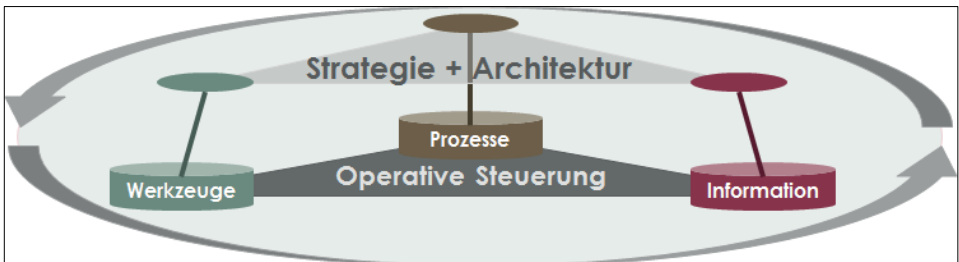 Strategie + Architektur
Prozesse
Operative Steuerung
Werkzeuge
Information